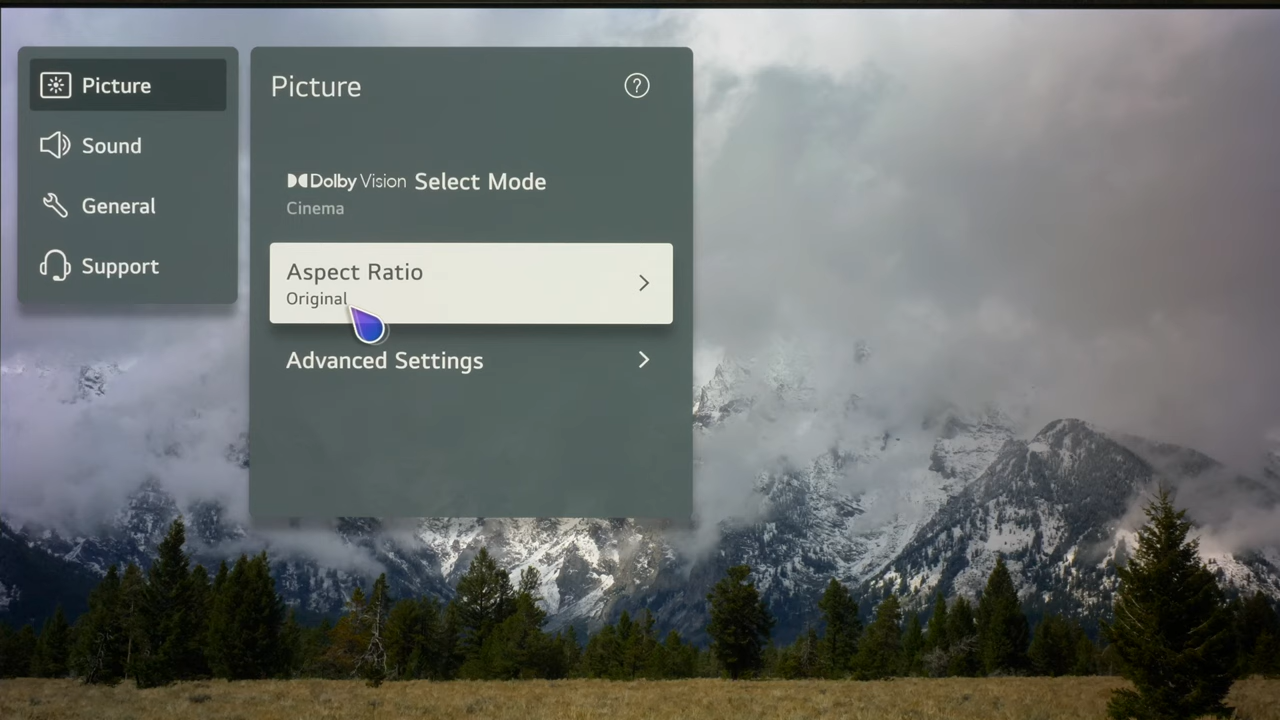 Picture
Sound
General
Support
Picture
?
Dolby Vision Select Mode
Cinema
Aspect Ratio
Original
Advanced Settings